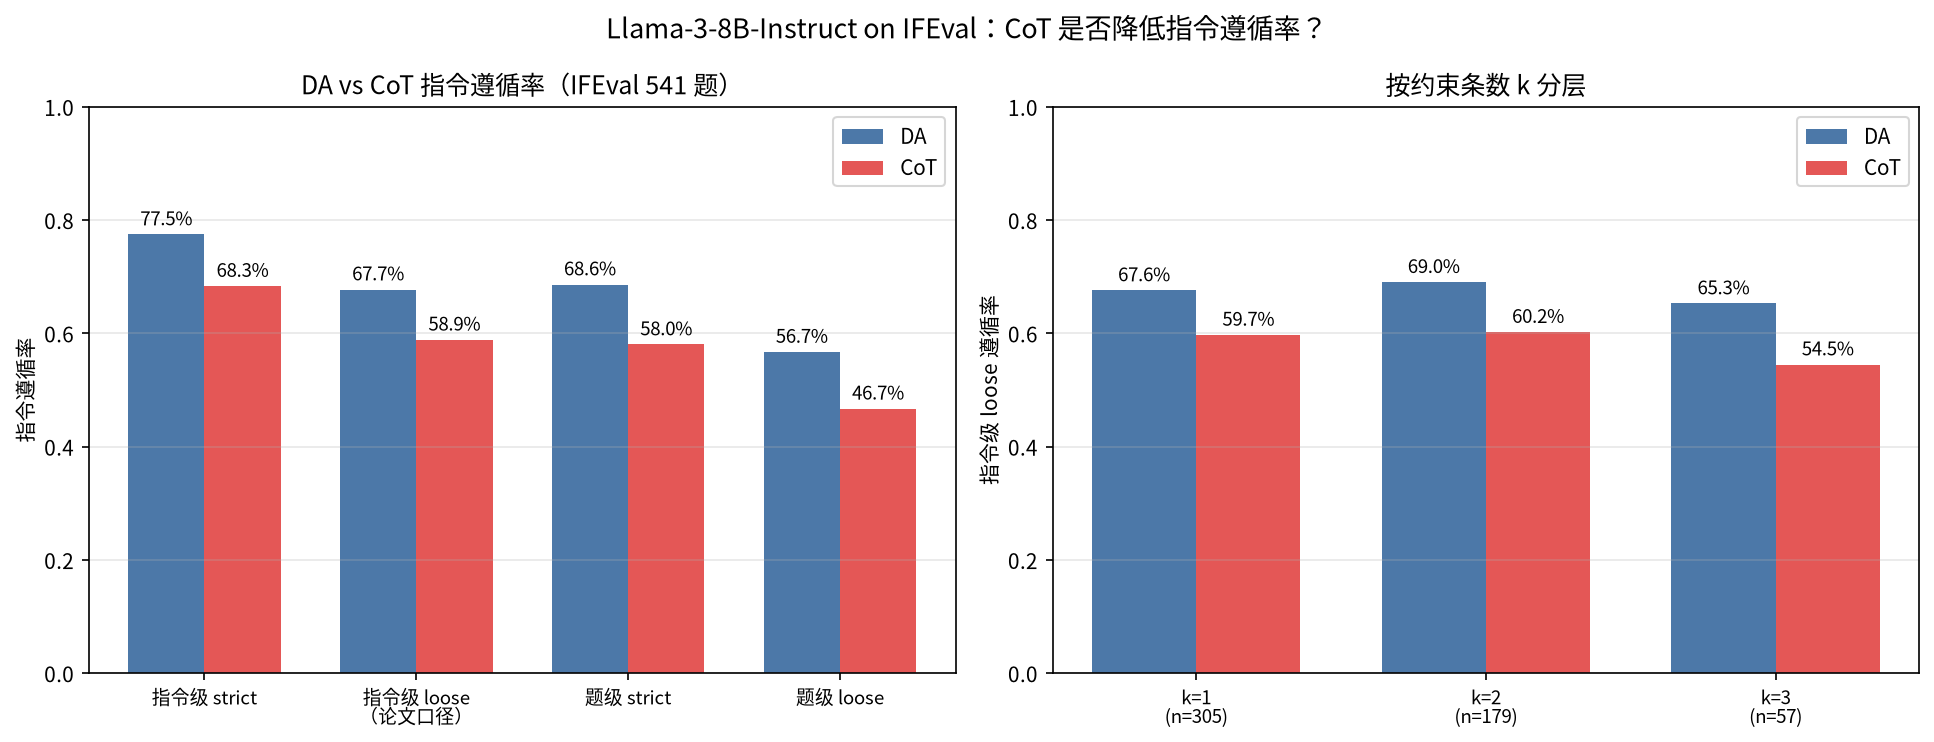 Llama-3-8B-Instruct on IFEval：CoT 是否降低指令遵循率？
DA vs CoT 指令遵循率（IFEval 541 题）
指令遵循率
1.0
0.8
0.6
0.4
0.2
0.0
DA
CoT
77.5%
68.3%
67.7%
58.9%
68.6%
58.0%
56.7%
46.7%
指令级 strict
指令级 loose
（论文口径）
题级 strict
题级 loose
按约束条数 k 分层
指令级 loose 遵循率
1.0
0.8
0.6
0.4
0.2
0.0
DA
CoT
67.6%
59.7%
69.0%
60.2%
65.3%
54.5%
k=1
(n=305)
k=2
(n=179)
k=3
(n=57)